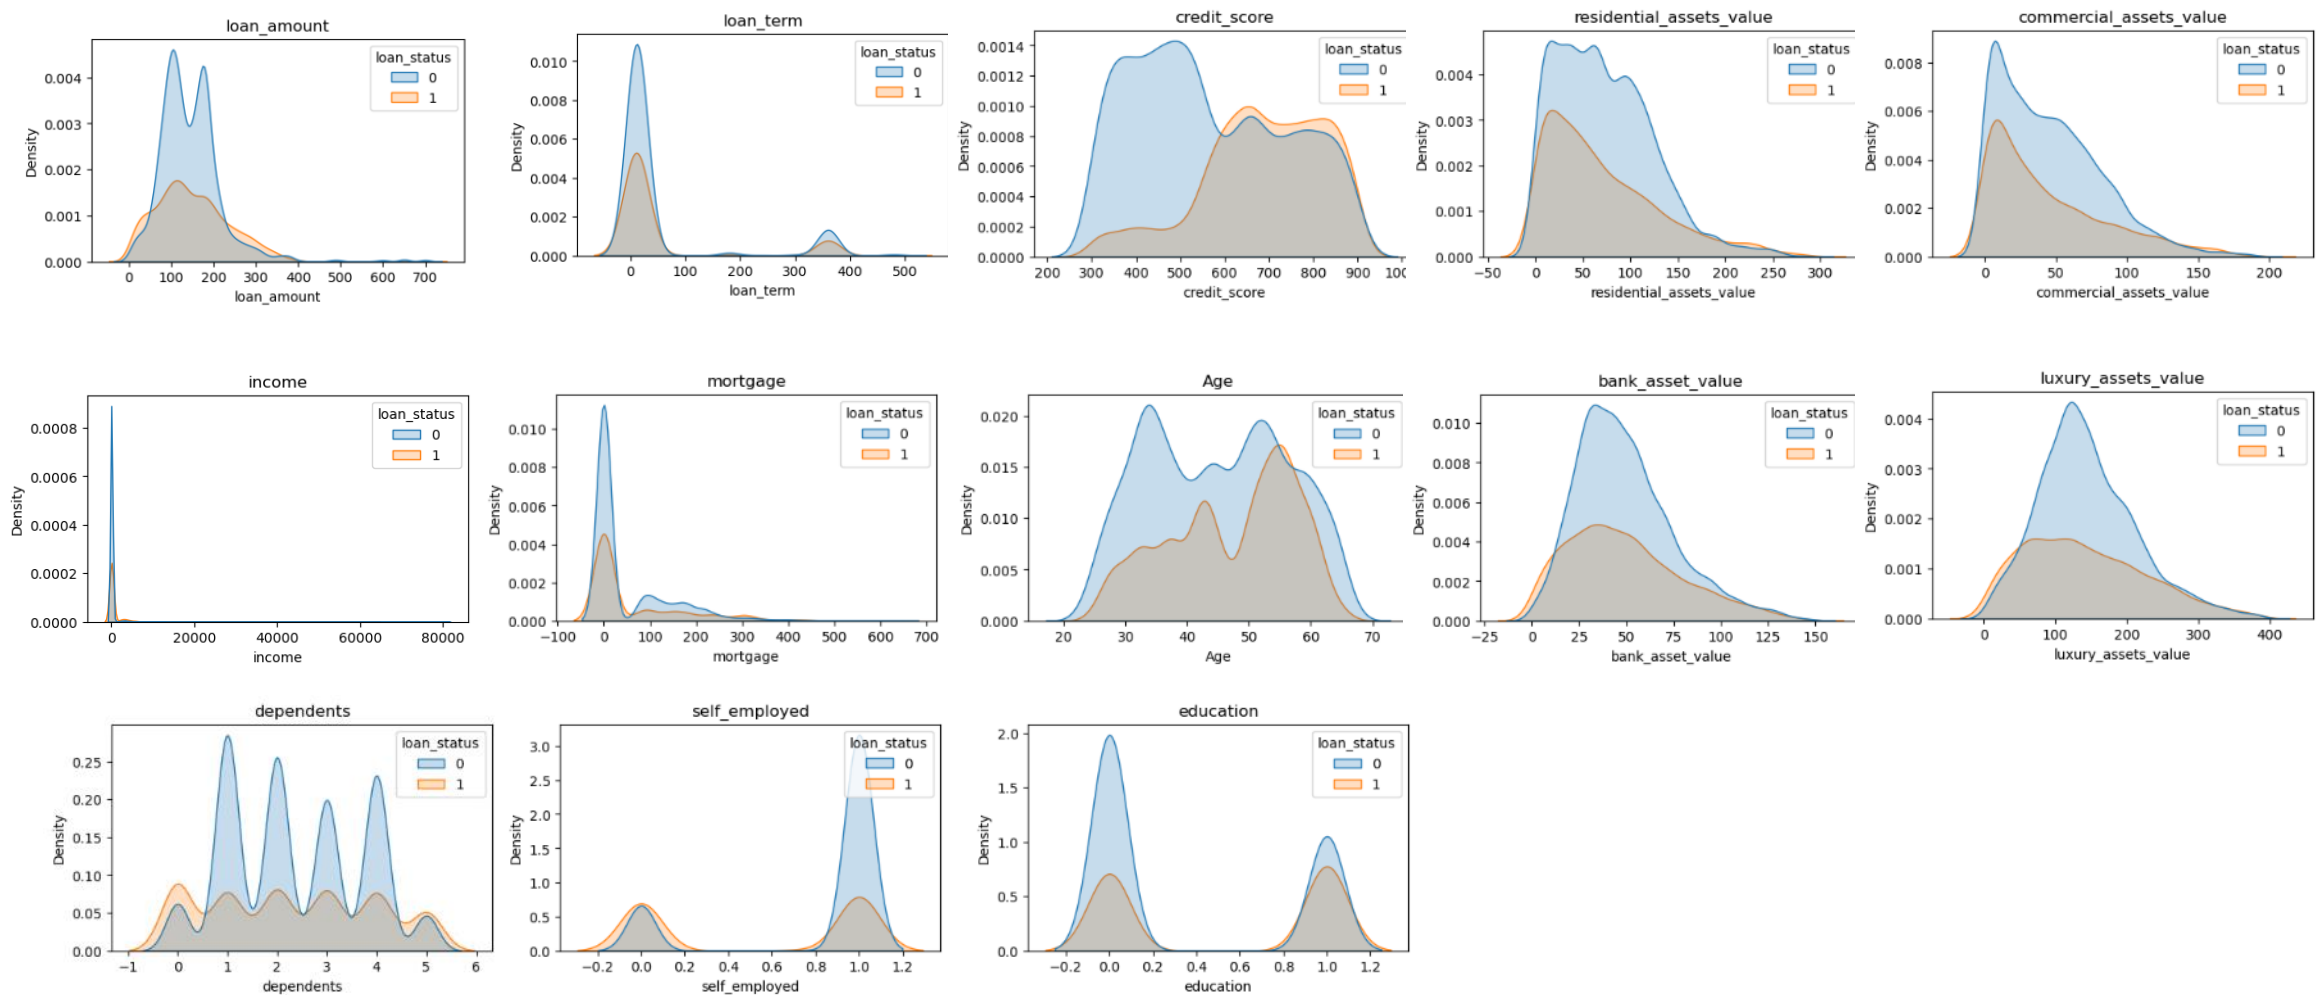 loan_amount
loan_status
0
1
Density
0.004
0.003
0.002
0.001
0.000
0 100 200 300 400 500 600 700
loan_amount
loan_term
loan_status
0
1
Density
0.010
0.008
0.006
0.004
0.002
0.000
0 100 200 300 400 500
loan_term
credit_score
loan_status
0
1
Density
0.0014
0.0012
0.0010
0.0008
0.0006
0.0004
0.0002
0.0000
200 300 400 500 600 700 800 900
credit_score
residential_assets_value
loan_status
0
1
Density
0.004
0.003
0.002
0.001
0.000
−50 0 50 100 150 200 250 300
residential_assets_value
commercial_assets_value
loan_status
0
1
Density
0.008
0.006
0.004
0.002
0.000
0 50 100 150 200
commercial_assets_value
income
loan_status
0
1
Density
0.0008
0.0006
0.0004
0.0002
0.0000
0 20000 40000 60000 80000
income
mortgage
loan_status
0
1
Density
0.010
0.008
0.006
0.004
0.002
0.000
−100 0 100 200 300 400 500 600 700
mortgage
Age
loan_status
0
1
Density
0.020
0.015
0.010
0.005
0.000
20 30 40 50 60 70
Age
bank_asset_value
loan_status
0
1
Density
0.010
0.008
0.006
0.004
0.002
0.000
−25 0 25 50 75 100 125 150
bank_asset_value
luxury_assets_value
loan_status
0
1
Density
0.004
0.003
0.002
0.001
0.000
0 100 200 300 400
luxury_assets_value
dependents
loan_status
0
1
Density
0.25
0.20
0.15
0.10
0.05
0.00
−1 0 1 2 3 4 5 6
dependents
self_employed
loan_status
0
1
Density
3.0
2.5
2.0
1.5
1.0
0.5
0.0
−0.2 0.0 0.2 0.4 0.6 0.8 1.0 1.2
self_employed
education
loan_status
0
1
Density
2.0
1.5
1.0
0.5
0.0
−0.2 0.0 0.2 0.4 0.6 0.8 1.0 1.2
education